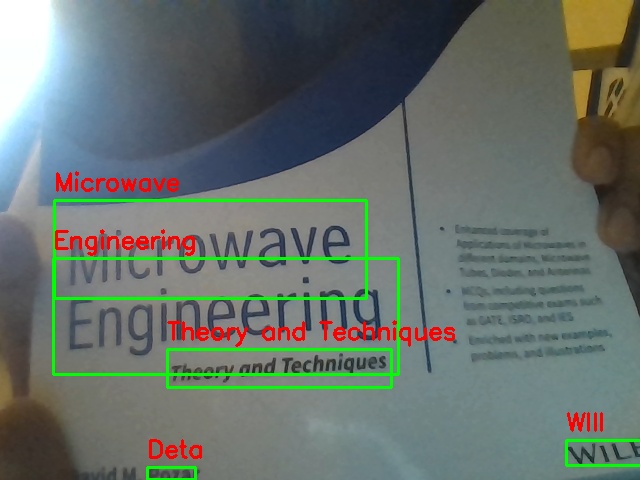 Microwave
Engineering
Microwave
Engineering
Theory and Techniques
Theory and Techniques
• Enhanced coverage of
Applications of Microwaves in
different domains, Microwave
Tubes, Diodes, and Antennas
• MCQs, including questions
from competitive exams such
as GATE, ISRO, and IES
• Enriched with new examples,
problems, and illustrations
Deta
David M. Pozar
WIll
WILE